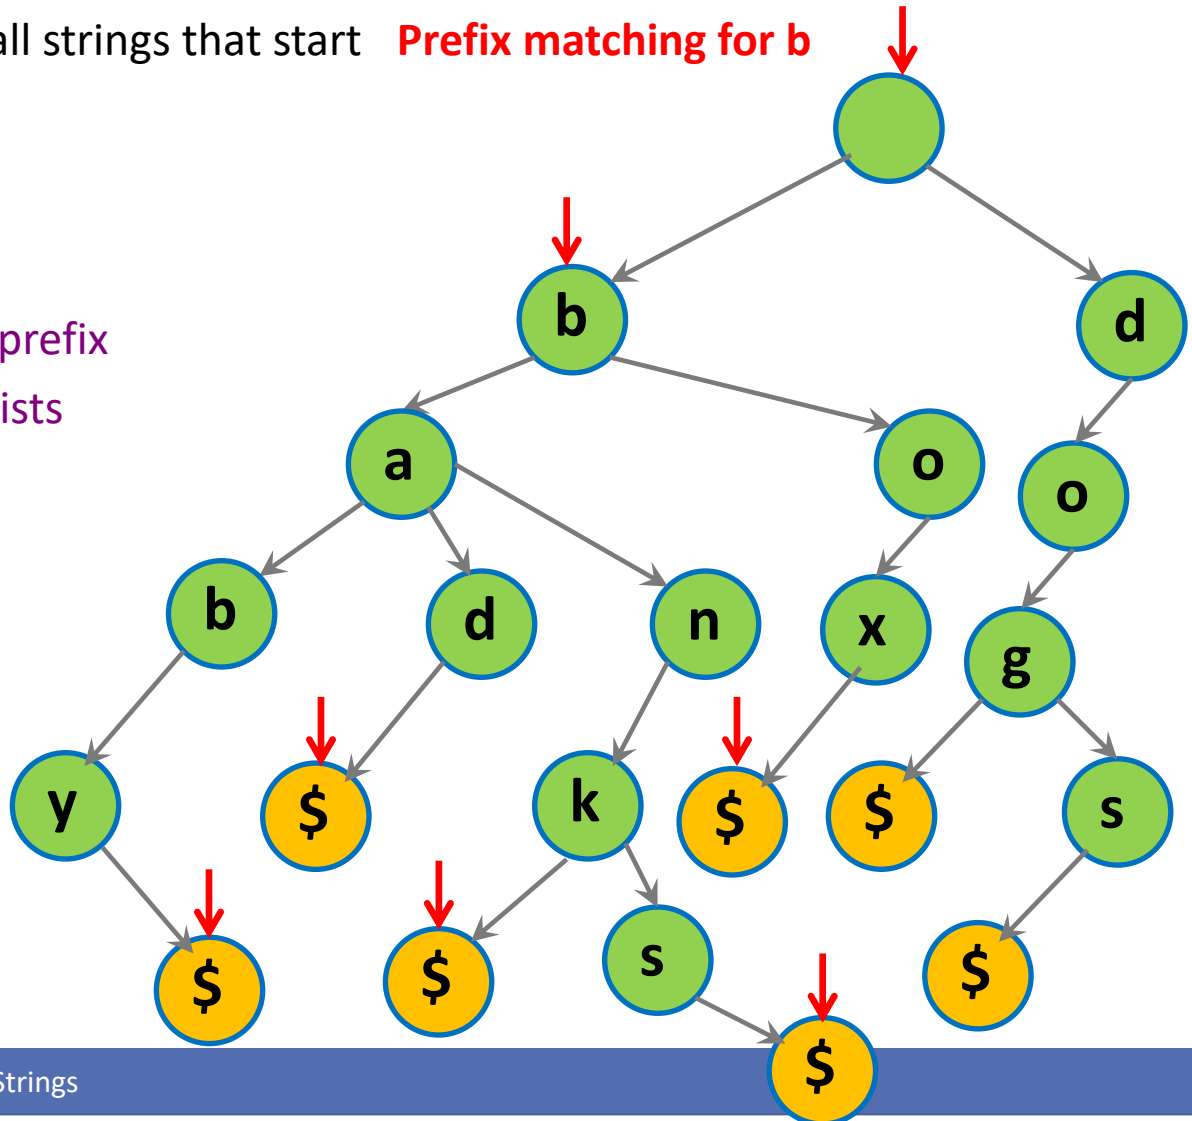 all strings that start Prefix matching for b
b
d
prefix
ists
a
o
o
b
d
n
x
g
y
$
k
$
$
s
$
$
s
$
$
Strings